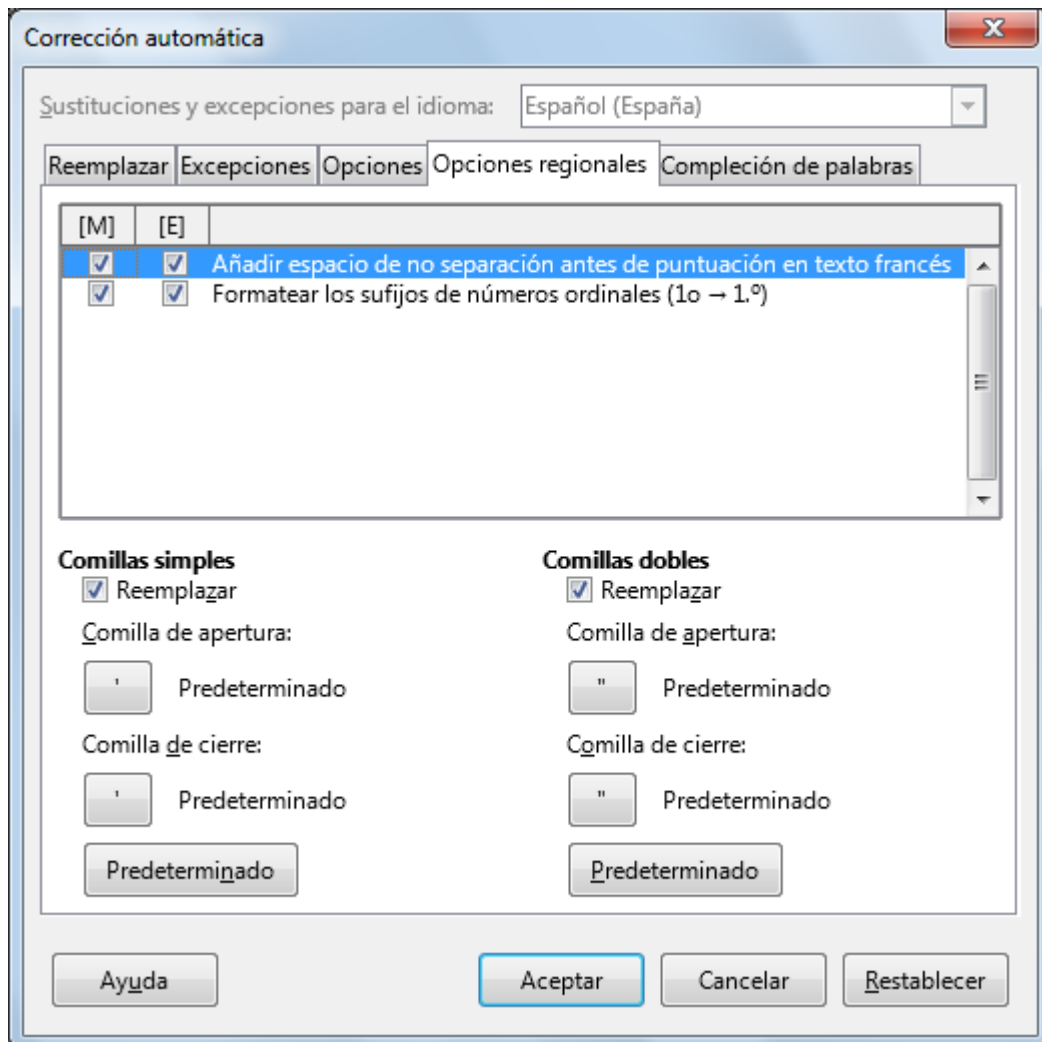 Corrección automática
Sustituciones y excepciones para el idioma: Español (España)
Reemplazar Excepciones Opciones Opciones regionales Compleción de palabras
[M] [E]
Añadir espacio de no separación antes de puntuación en texto francés
Formatear los sufijos de números ordinales (1o → 1.º)
Comillas simples Comillas dobles
Reemplazar Reemplazar
Comilla de apertura: Comilla de apertura:
' Predeterminado " Predeterminado
Comilla de cierre: Comilla de cierre:
' Predeterminado " Predeterminado
Predeterminado Predeterminado
Ayuda Aceptar Cancelar Restablecer